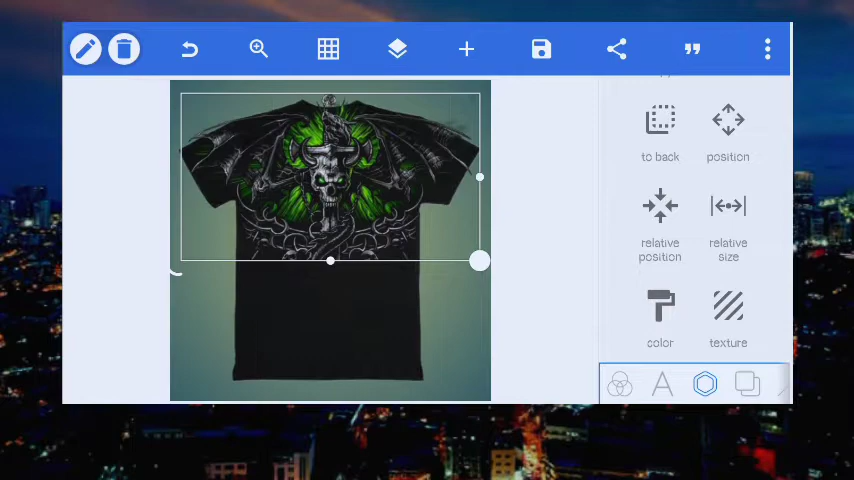 to back
position
relative
position
relative
size
color
texture